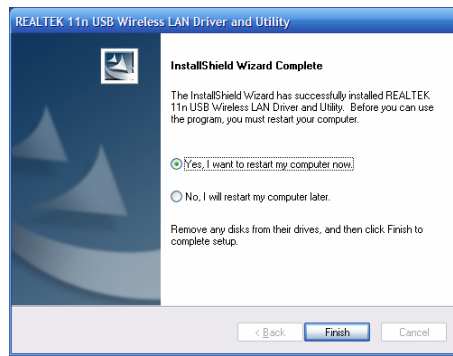 REALTEK 11n USB Wireless LAN Driver and Utility
InstallShield Wizard Complete
The InstallShield Wizard has successfully installed REALTEK
11n USB Wireless LAN Driver and Utility. Before you can use
the program, you must restart your computer.
Yes, I want to restart my computer now.
No, I will restart my computer later.
Remove any disks from their drives, and then click Finish to
complete setup.
< Back Finish Cancel